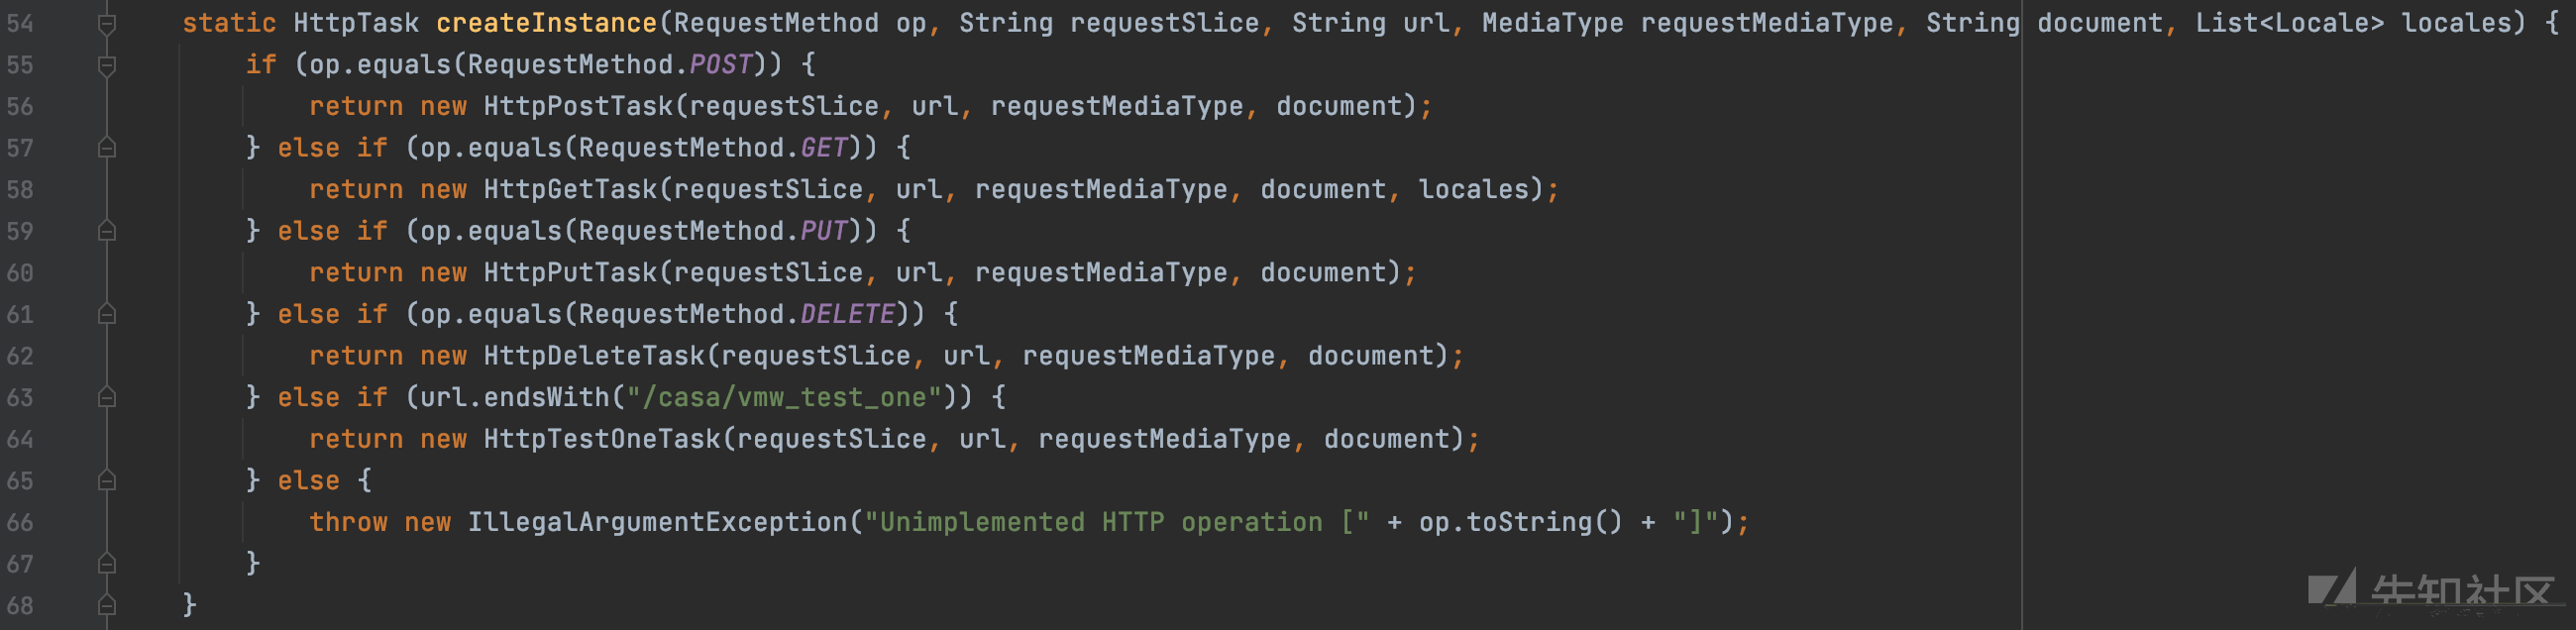 54 static HttpTask createInstance(RequestMethod op, String requestSlice, String url, MediaType requestMediaType, String document, List<Locale> locales) {
55 if (op.equals(RequestMethod.POST)) {
56 return new HttpPostTask(requestSlice, url, requestMediaType, document);
57 } else if (op.equals(RequestMethod.GET)) {
58 return new HttpGetTask(requestSlice, url, requestMediaType, document, locales);
59 } else if (op.equals(RequestMethod.PUT)) {
60 return new HttpPutTask(requestSlice, url, requestMediaType, document);
61 } else if (op.equals(RequestMethod.DELETE)) {
62 return new HttpDeleteTask(requestSlice, url, requestMediaType, document);
63 } else if (url.endsWith("/casa/vmw_test_one")) {
64 return new HttpTestOneTask(requestSlice, url, requestMediaType, document);
65 } else {
66 throw new IllegalArgumentException("Unimplemented HTTP operation [" + op.toString() + "]");
67 }
68 }
先知社区